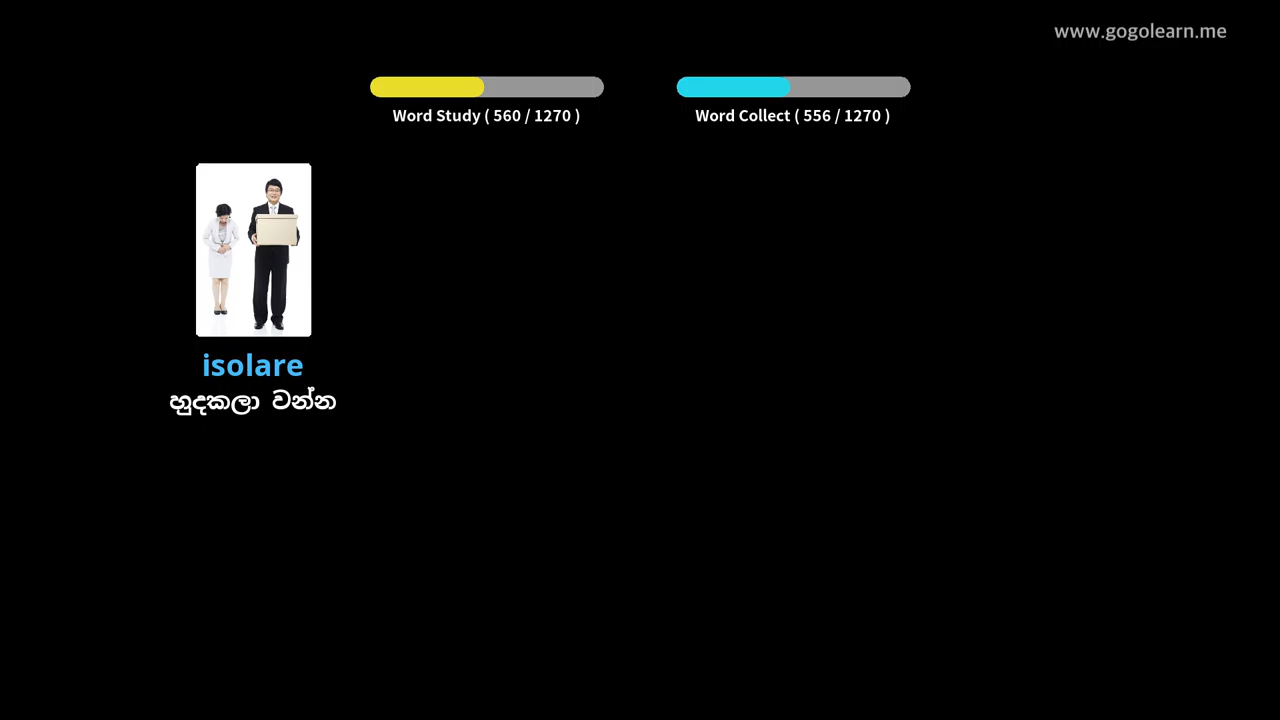 www.gogolearn.me
Word Study ( 560 / 1270 )
Word Collect ( 556 / 1270 )
isolare
හුදකලා වන්න